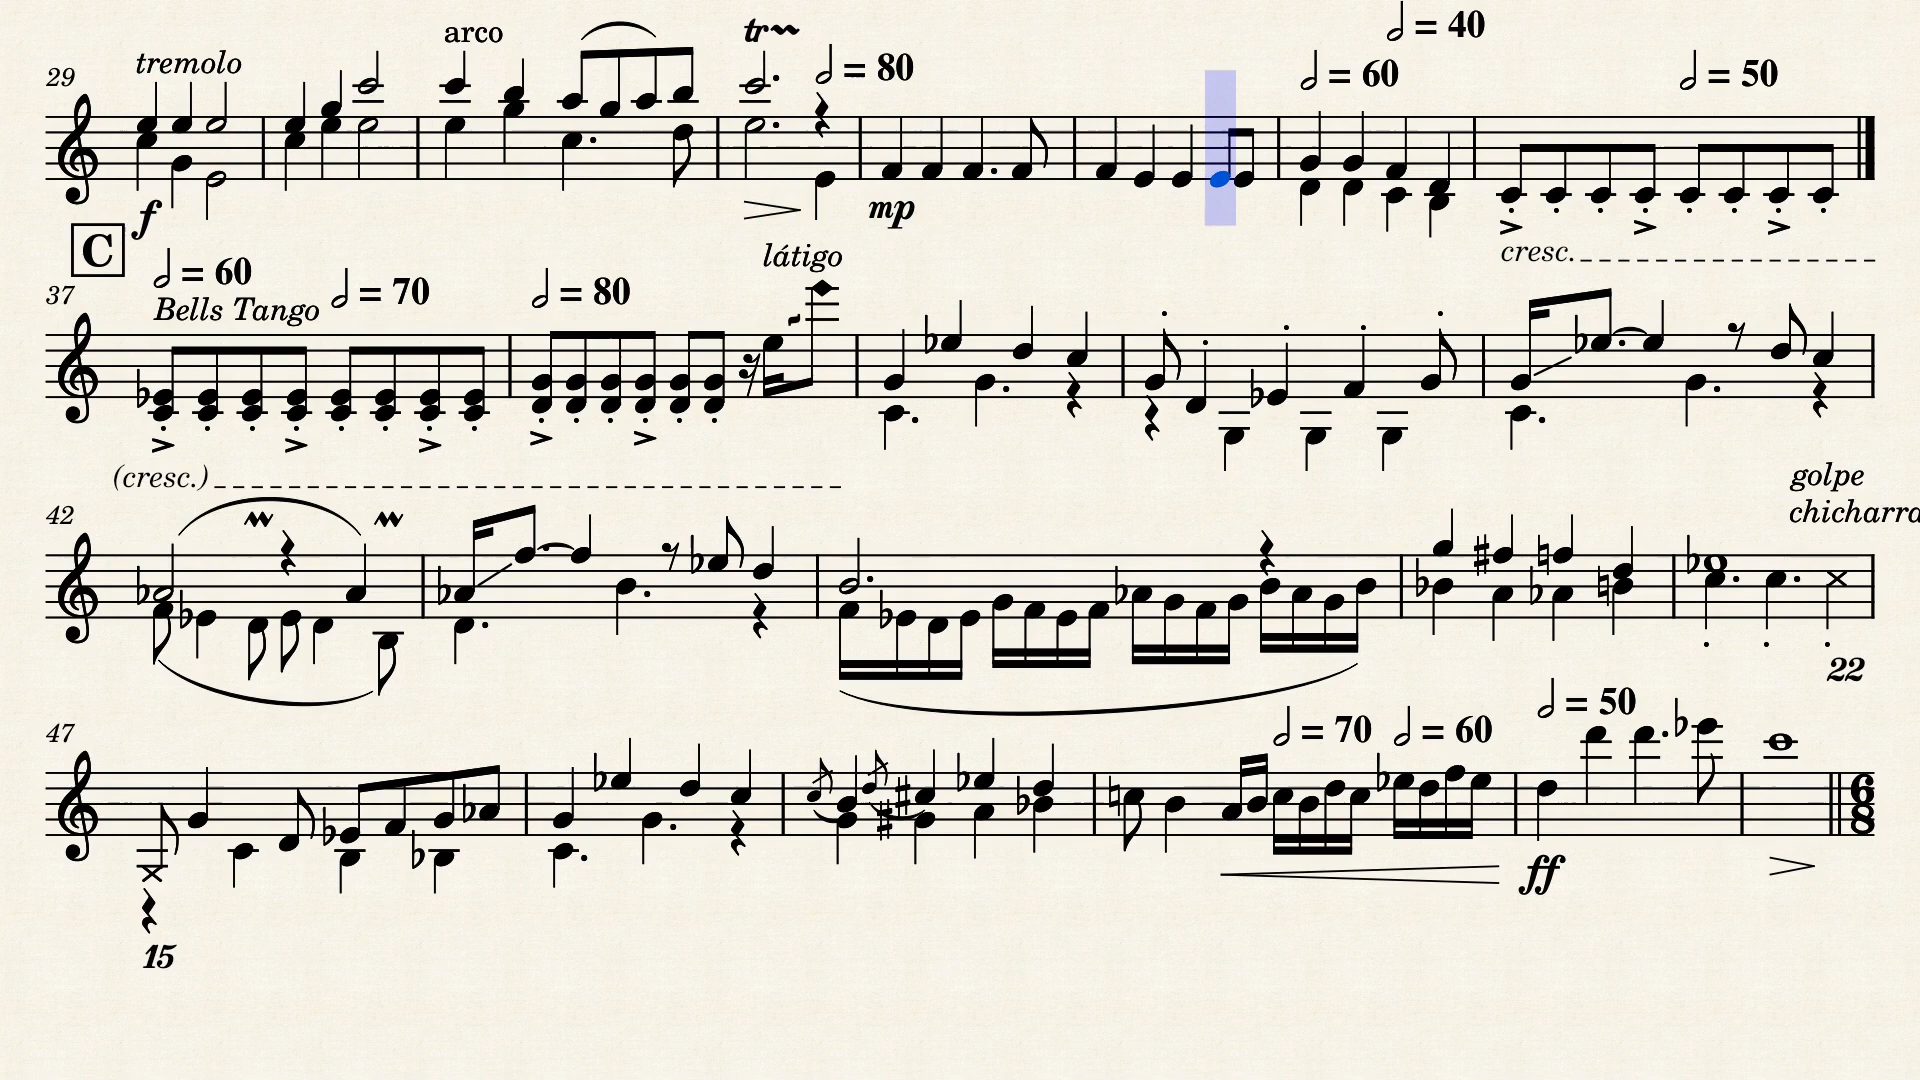 29 tremolo arco tr = 80 = 60 = 40 = 50
f mp
cresc.
C
37 = 60 = 70 = 80 látigo
Bells Tango
(cresc.)
42 golpe
chicharra
22
47 = 70 = 60 = 50
ff
6
8
15